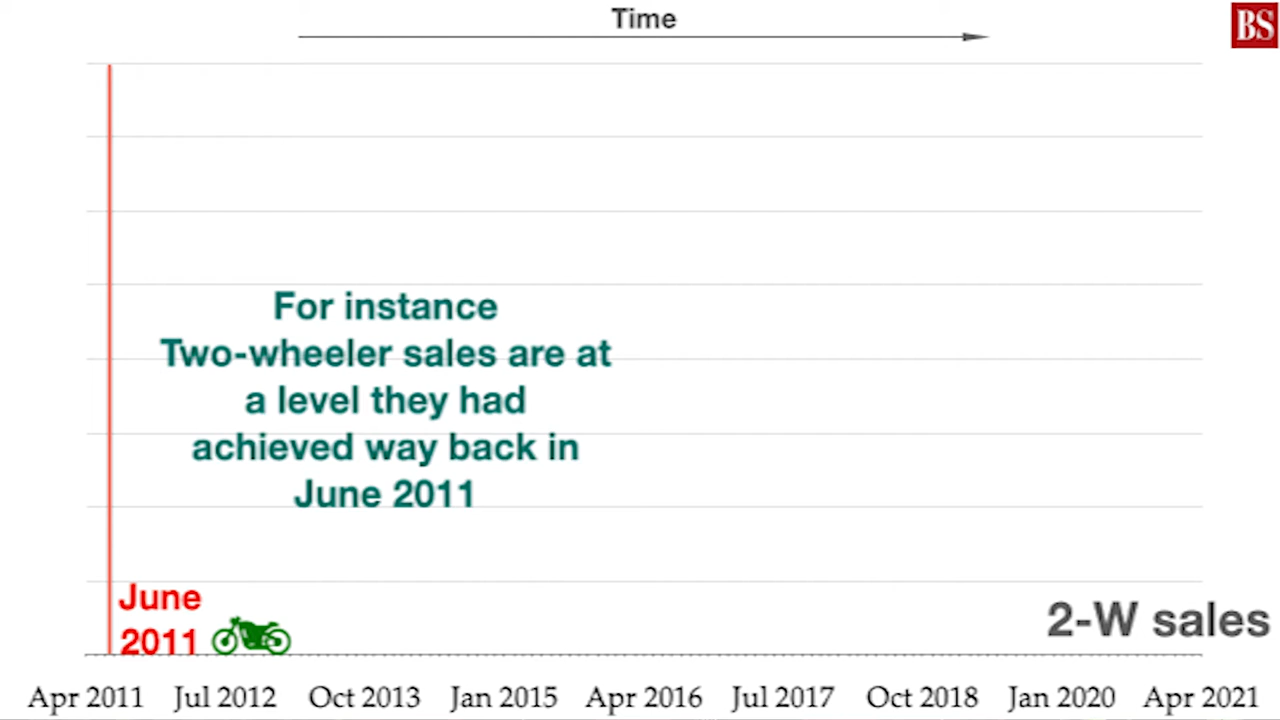 Time
BS
For instance
Two-wheeler sales are at
a level they had
achieved way back in
June 2011
June
2011
2-W sales
Apr 2011 Jul 2012 Oct 2013 Jan 2015 Apr 2016 Jul 2017 Oct 2018 Jan 2020 Apr 2021